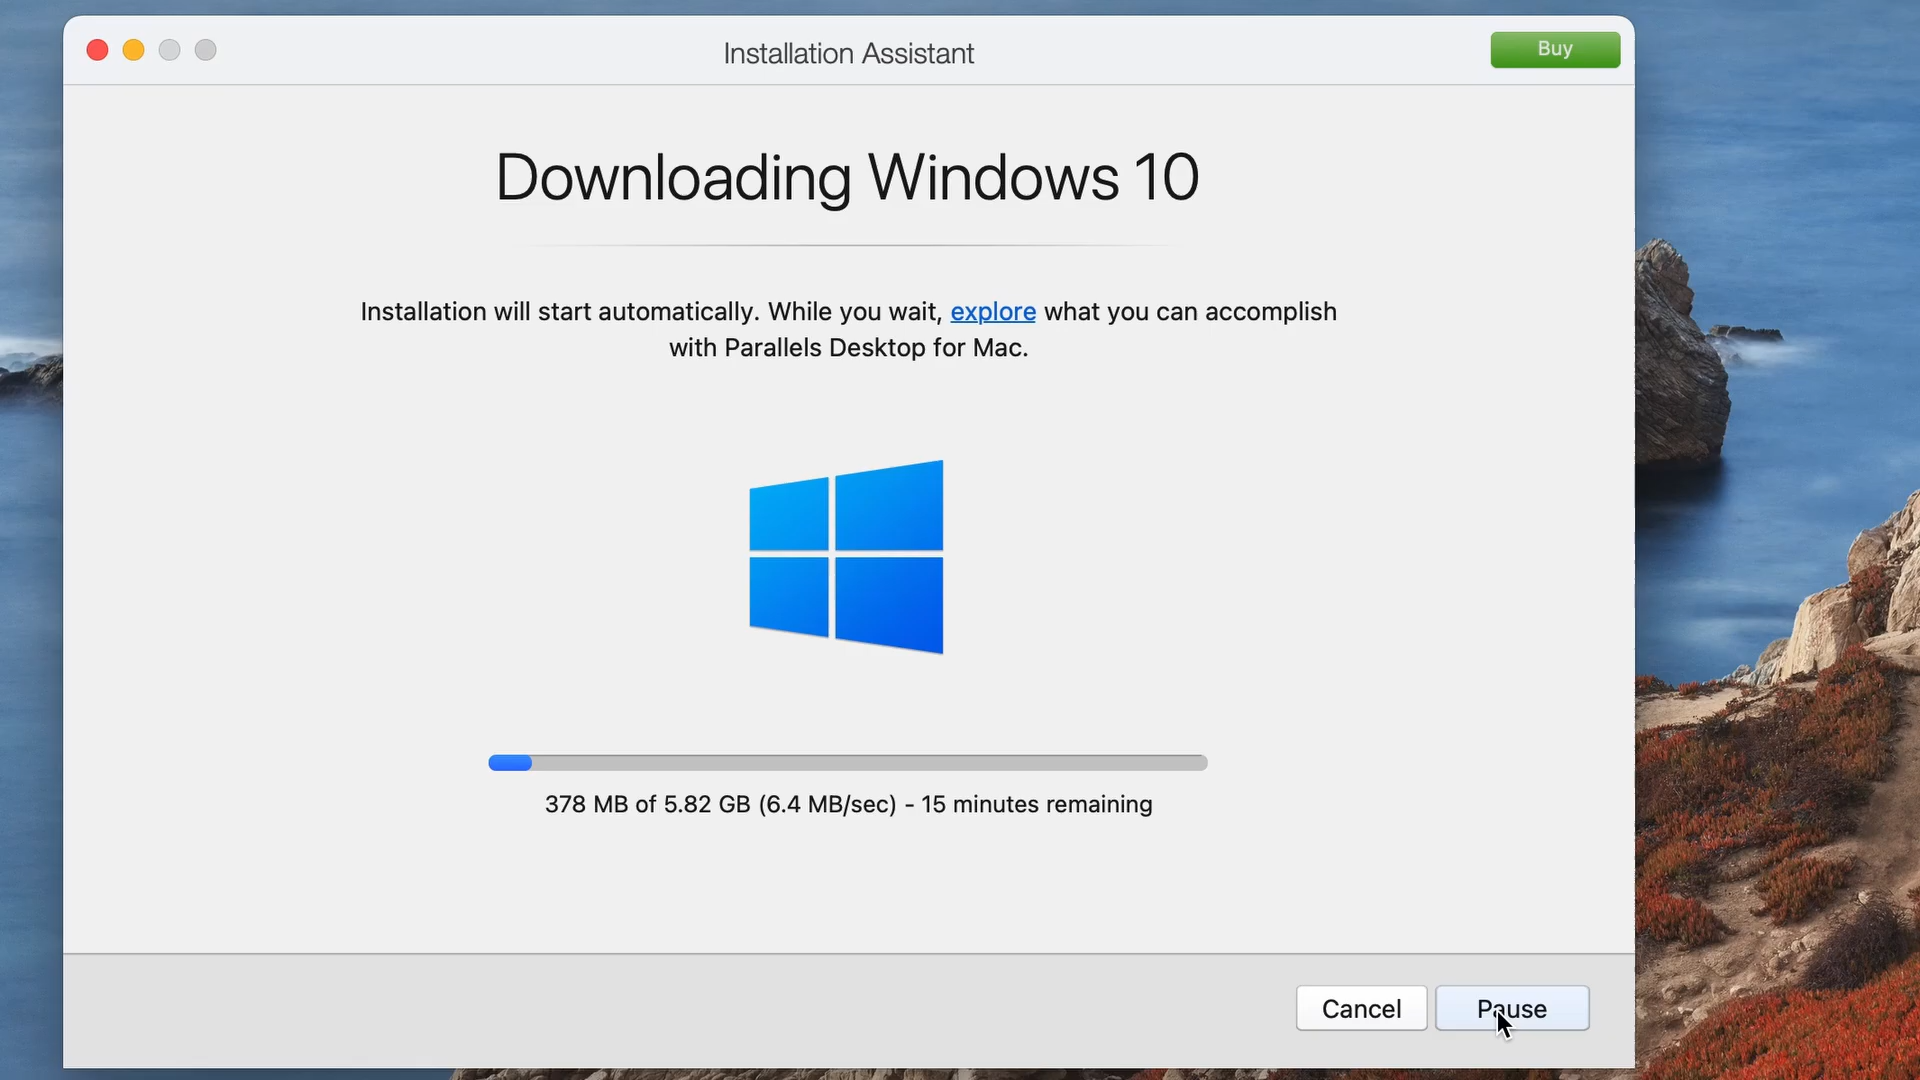 Installation Assistant
Buy
Downloading Windows 10
Installation will start automatically. While you wait, explore what you can accomplish
with Parallels Desktop for Mac.
378 MB of 5.82 GB (6.4 MB/sec) - 15 minutes remaining
Cancel
Pause